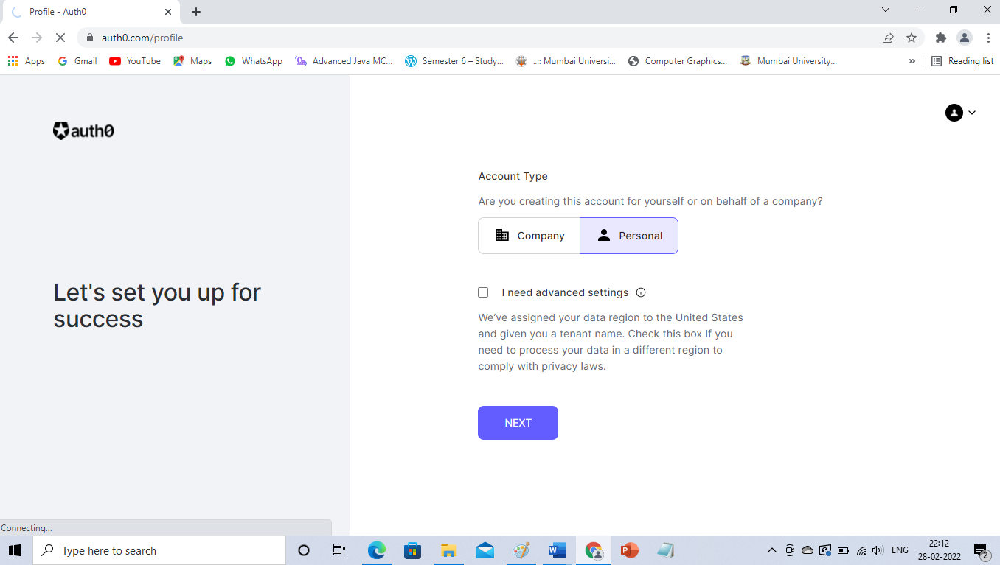 Profile - Auth0
auth0.com/profile
Apps
Gmail
YouTube
Maps
WhatsApp
Advanced Java MC...
Semester 6 – Study...
..:: Mumbai Universi...
Computer Graphics...
Mumbai University...
»
Reading list
auth0
Account Type
Are you creating this account for yourself or on behalf of a company?
Company
Personal
Let's set you up for
success
I need advanced settings
We’ve assigned your data region to the United States
and given you a tenant name. Check this box If you
need to process your data in a different region to
comply with privacy laws.
NEXT
Connecting...
Type here to search
ENG
22:12
28-02-2022
2